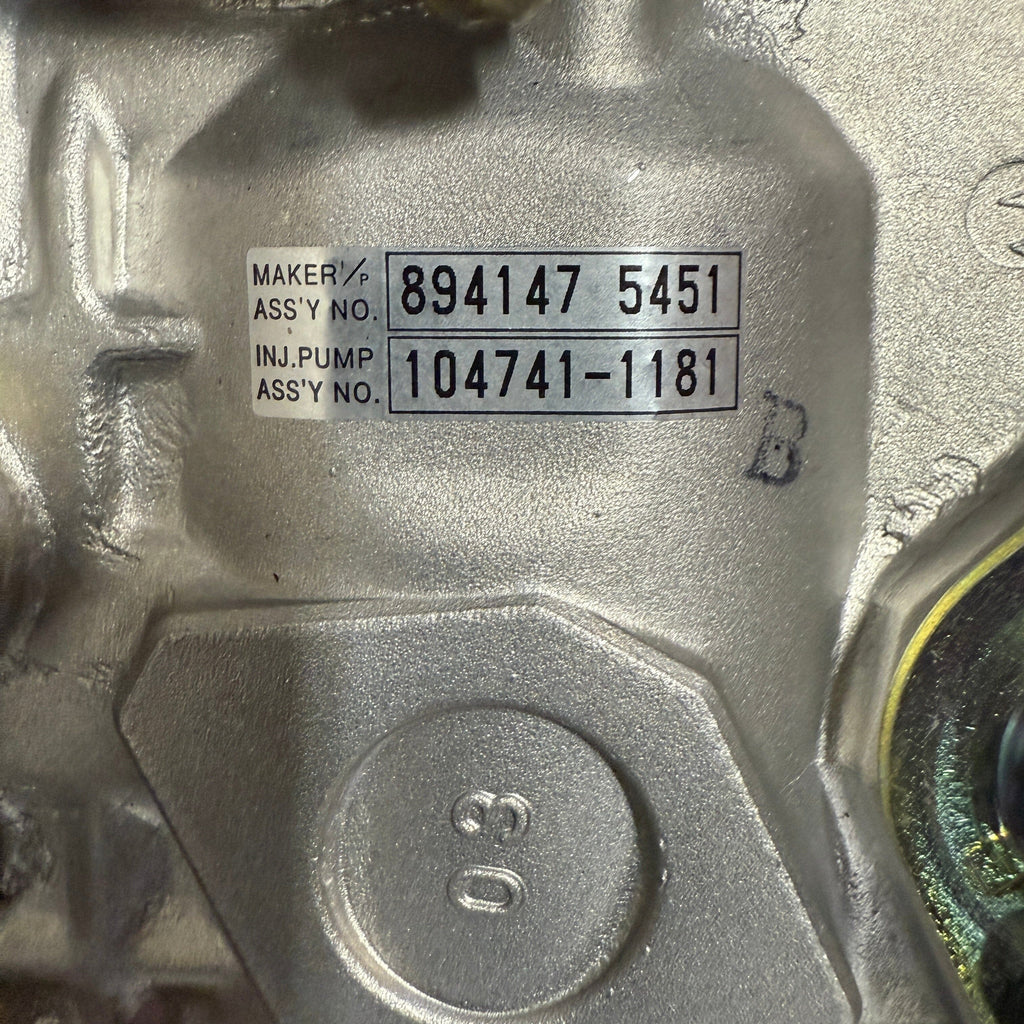 MAKER'/P
ASS'Y NO. 894147 5451
INJ.PUMP
ASS'Y NO. 104741-1181
B
03